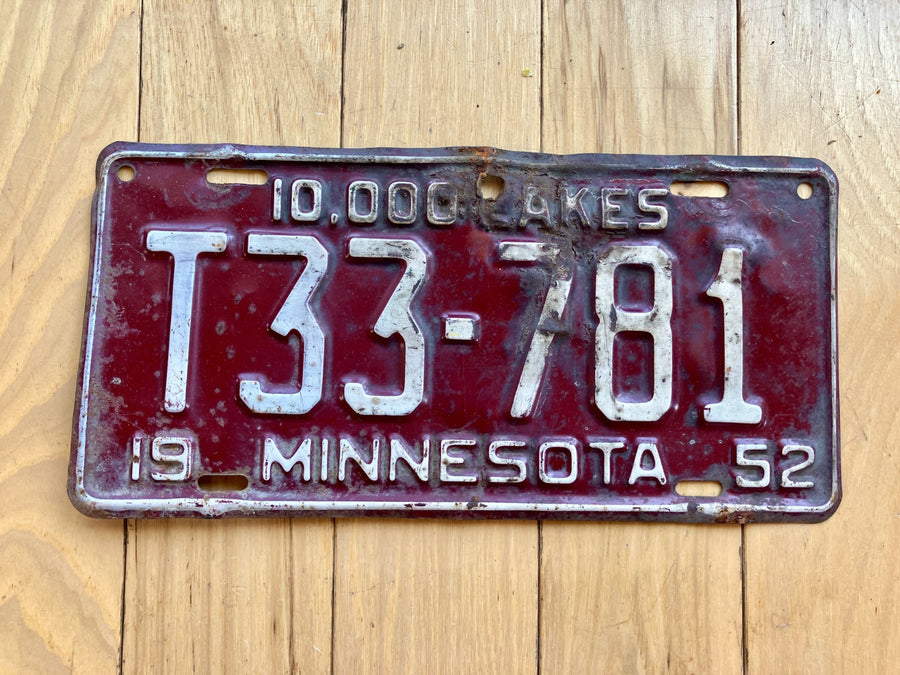 10,000 LAKES
T33-781
19 MINNESOTA 52